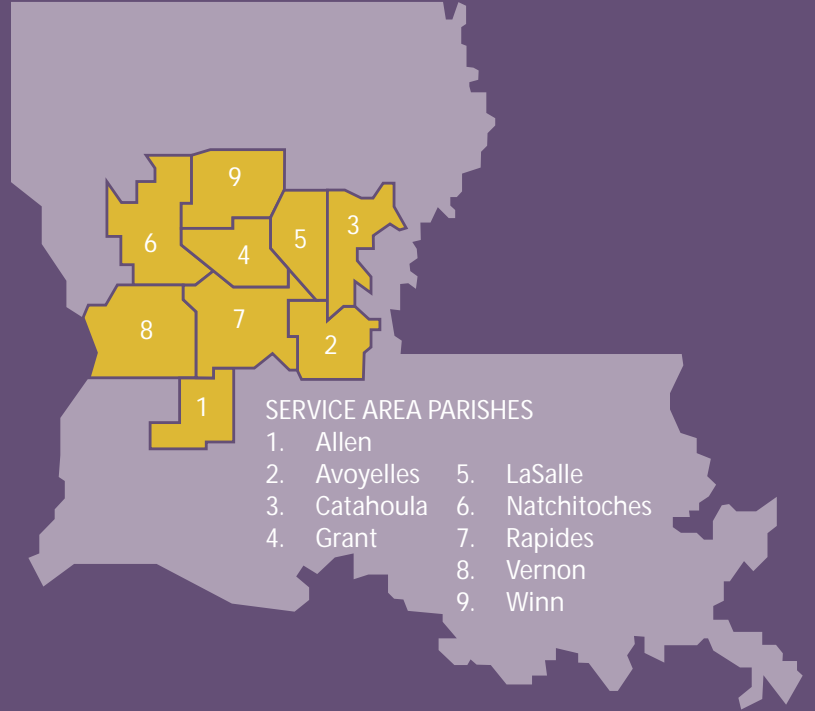 9
3
5
6
4
7
8
2
1
SERVICE AREA PARISHES
1. Allen
2. Avoyelles
3. Catahoula
4. Grant
5. LaSalle
6. Natchitoches
7. Rapides
8. Vernon
9. Winn